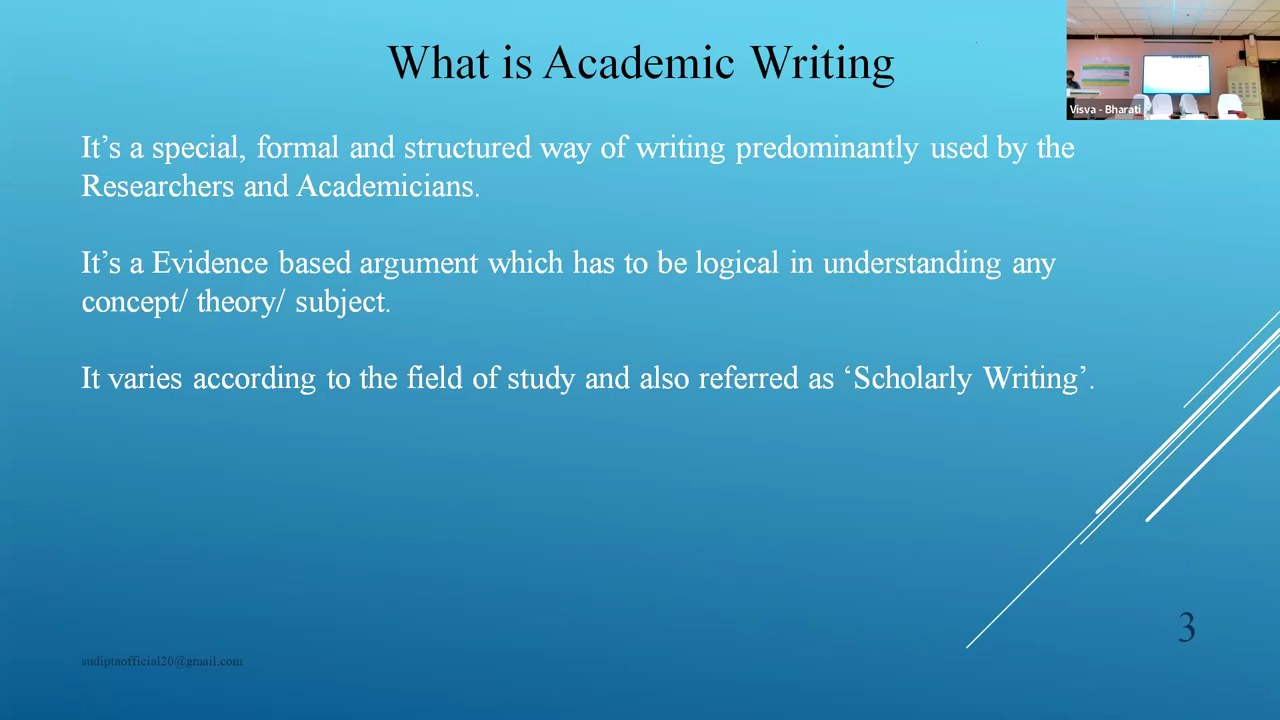 What is Academic Writing
Visva - Bharati
It’s a special, formal and structured way of writing predominantly used by the
Researchers and Academicians.
It’s a Evidence based argument which has to be logical in understanding any
concept/ theory/ subject.
It varies according to the field of study and also referred as ‘Scholarly Writing’.
3
sudiptaofficial20@gmail.com